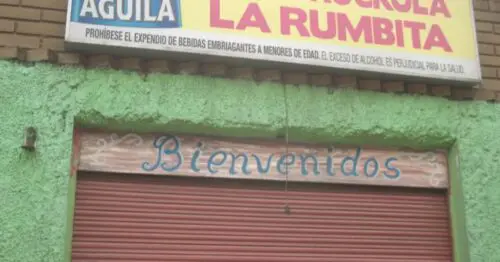 AGUILA
LA RUMBITA
PROHÍBESE EL EXPENDIO DE BEBIDAS EMBRIAGANTES A MENORES DE EDAD. EL EXCESO DE ALCOHOL ES PERJUDICIAL PARA LA SALUD.
Bienvenidos